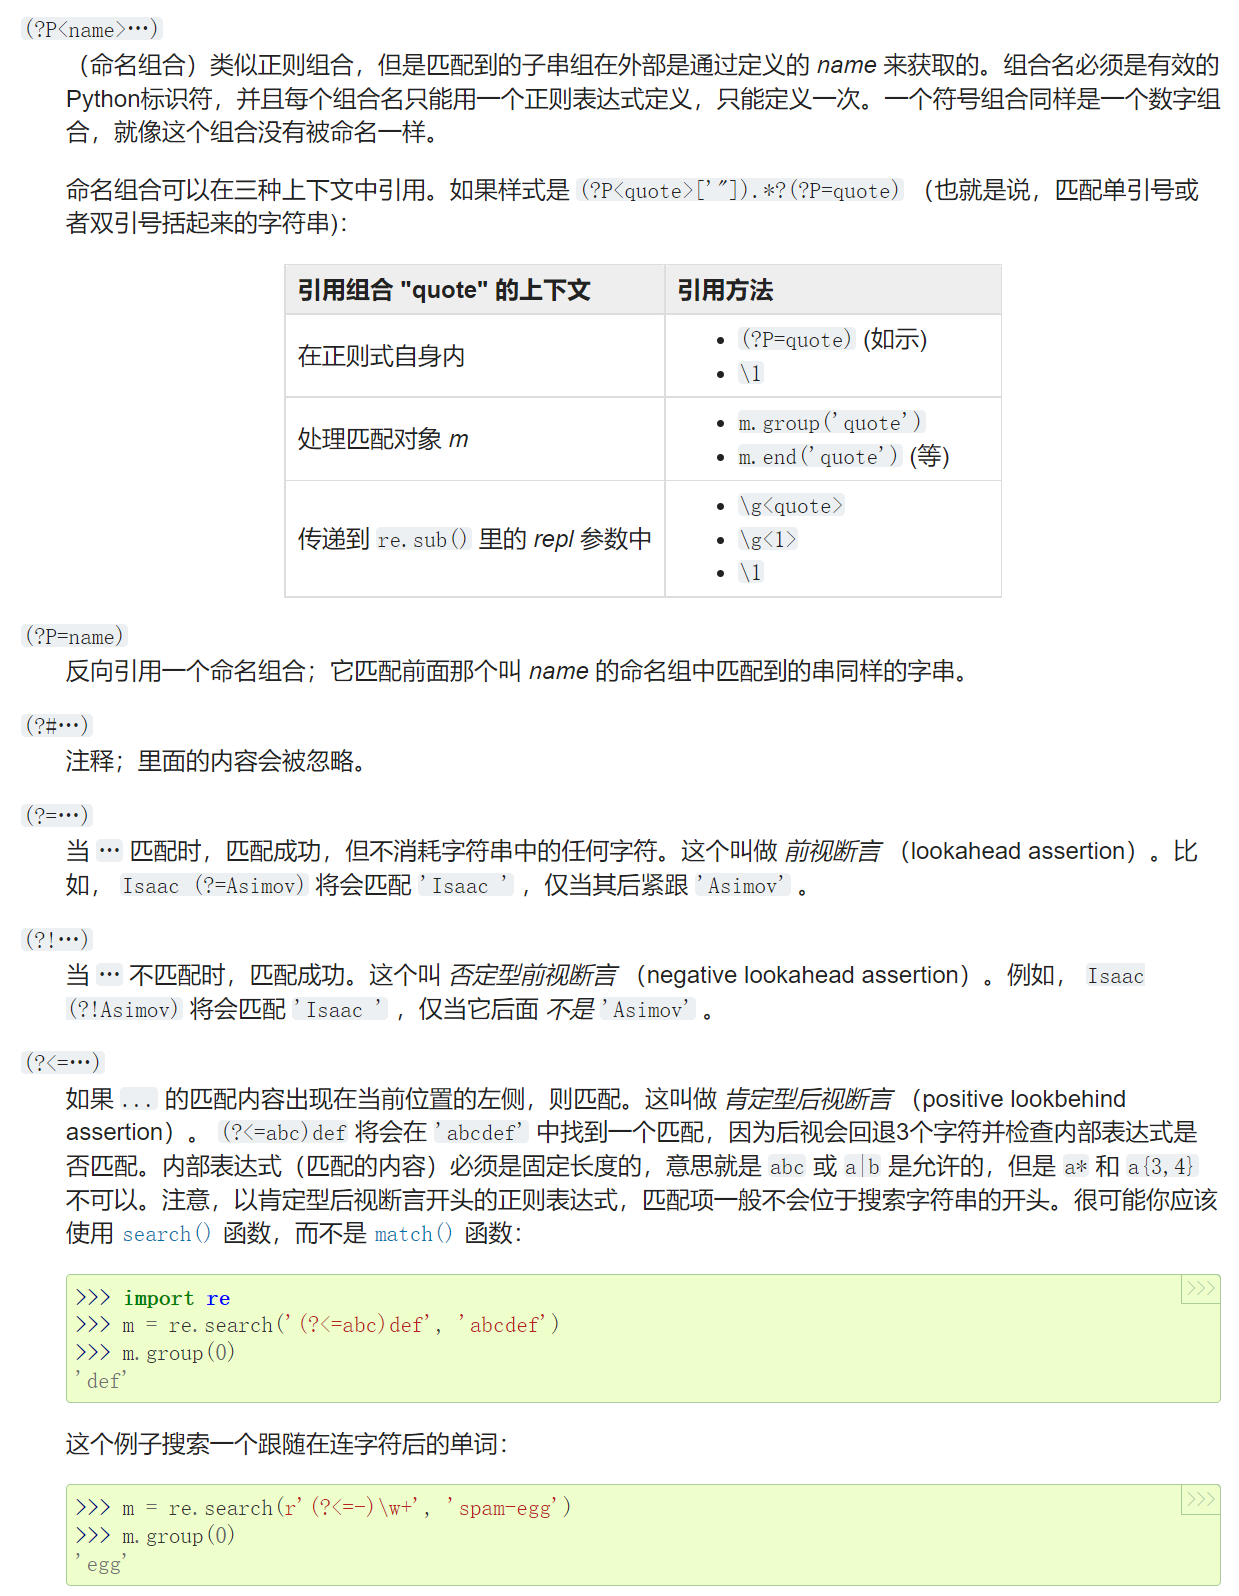 (?P<name>…)
（命名组合）类似正则组合，但是匹配到的子串组在外部是通过定义的 name 来获取的。组合名必须是有效的
Python标识符，并且每个组合名只能用一个正则表达式定义，只能定义一次。一个符号组合同样是一个数字组
合，就像这个组合没有被命名一样。
命名组合可以在三种上下文中引用。如果样式是 (?P<quote>['"]).*?(?P=quote) （也就是说，匹配单引号或
者双引号括起来的字符串)：
引用组合 "quote" 的上下文 引用方法
在正则式自身内
• (?P=quote) (如示)
• \1
处理匹配对象 m
• m.group('quote')
• m.end('quote') (等)
传递到 re.sub() 里的 repl 参数中
• \g<quote>
• \g<1>
• \1
(?P=name)
反向引用一个命名组合；它匹配前面那个叫 name 的命名组中匹配到的串同样的字串。
(?#…)
注释；里面的内容会被忽略。
(?=…)
当 … 匹配时，匹配成功，但不消耗字符串中的任何字符。这个叫做 前视断言 （lookahead assertion）。比
如， Isaac (?=Asimov) 将会匹配 'Isaac ' ，仅当其后紧跟 'Asimov' 。
(?!…)
当 … 不匹配时，匹配成功。这个叫 否定型前视断言 （negative lookahead assertion）。例如， Isaac
(?!Asimov) 将会匹配 'Isaac ' ，仅当它后面 不是 'Asimov' 。
(?<=…)
如果 ... 的匹配内容出现在当前位置的左侧，则匹配。这叫做 肯定型后视断言 （positive lookbehind
assertion）。 (?<=abc)def 将会在 'abcdef' 中找到一个匹配，因为后视会回退3个字符并检查内部表达式是
否匹配。内部表达式（匹配的内容）必须是固定长度的，意思就是 abc 或 a|b 是允许的，但是 a* 和 a{3,4}
不可以。注意，以肯定型后视断言开头的正则表达式，匹配项一般不会位于搜索字符串的开头。很可能你应该
使用 search() 函数，而不是 match() 函数：
>>>
>>> import re
>>> m = re.search('(?<=abc)def', 'abcdef')
>>> m.group(0)
'def'
这个例子搜索一个跟随在连字符后的单词：
>>>
>>> m = re.search(r'(?<=-)\w+', 'spam-egg')
>>> m.group(0)
'egg'